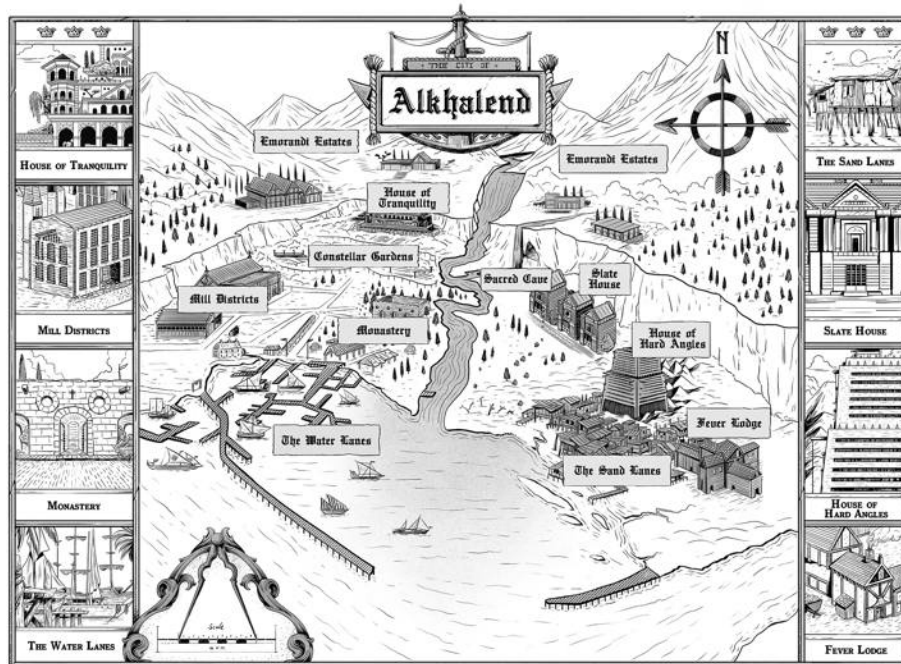 THE CITY OF
Alkhalend
N
Emorandi Estates
Emorandi Estates
House of
Tranquility
Constellar Gardens
Sacred Cave
Slate
House
Mill Districts
Monastery
House of
Hard Angles
Fever Lodge
The Water Lanes
The Sand Lanes
Scale
HOUSE OF TRANQUILITY
MILL DISTRICTS
MONASTERY
THE WATER LANES
THE SAND LANES
SLATE HOUSE
HOUSE OF
HARD ANGLES
FEVER LODGE